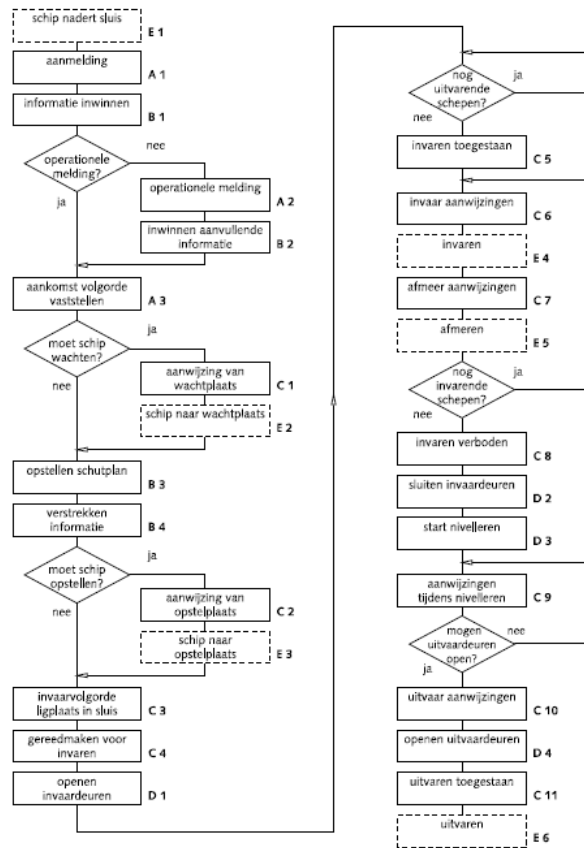 schip nadert sluis
E 1
aanmelding
A 1
informatie inwinnen
B 1
operationele
melding?
nee
ja
operationele melding
A 2
inwinnen aanvullende
informatie
B 2
aankomst volgorde
vaststellen
A 3
moet schip
wachten?
ja
nee
aanwijzing van
wachtplaats
C 1
schip naar wachtplaats
E 2
opstellen schutplan
B 3
verstrekken
informatie
B 4
moet schip
opstellen?
ja
nee
aanwijzing van
opstelplaats
C 2
schip naar
opstelplaats
E 3
invaarvolgorde
ligplaats in sluis
C 3
gereedmaken voor
invaren
C 4
openen
invaardeuren
D 1
nog
uitvarende
schepen?
ja
nee
invaren toegestaan
C 5
invaar aanwijzingen
C 6
invaren
E 4
afmeer aanwijzingen
C 7
afmeren
E 5
nog
invarende
schepen?
ja
nee
invaren verboden
C 8
sluiten invaardeuren
D 2
start nivelleren
D 3
aanwijzingen
tijdens nivelleren
C 9
mogen
uitvaardeuren
open?
nee
ja
uitvaar aanwijzingen
C 10
openen uitvaardeuren
D 4
uitvaren toegestaan
C 11
uitvaren
E 6